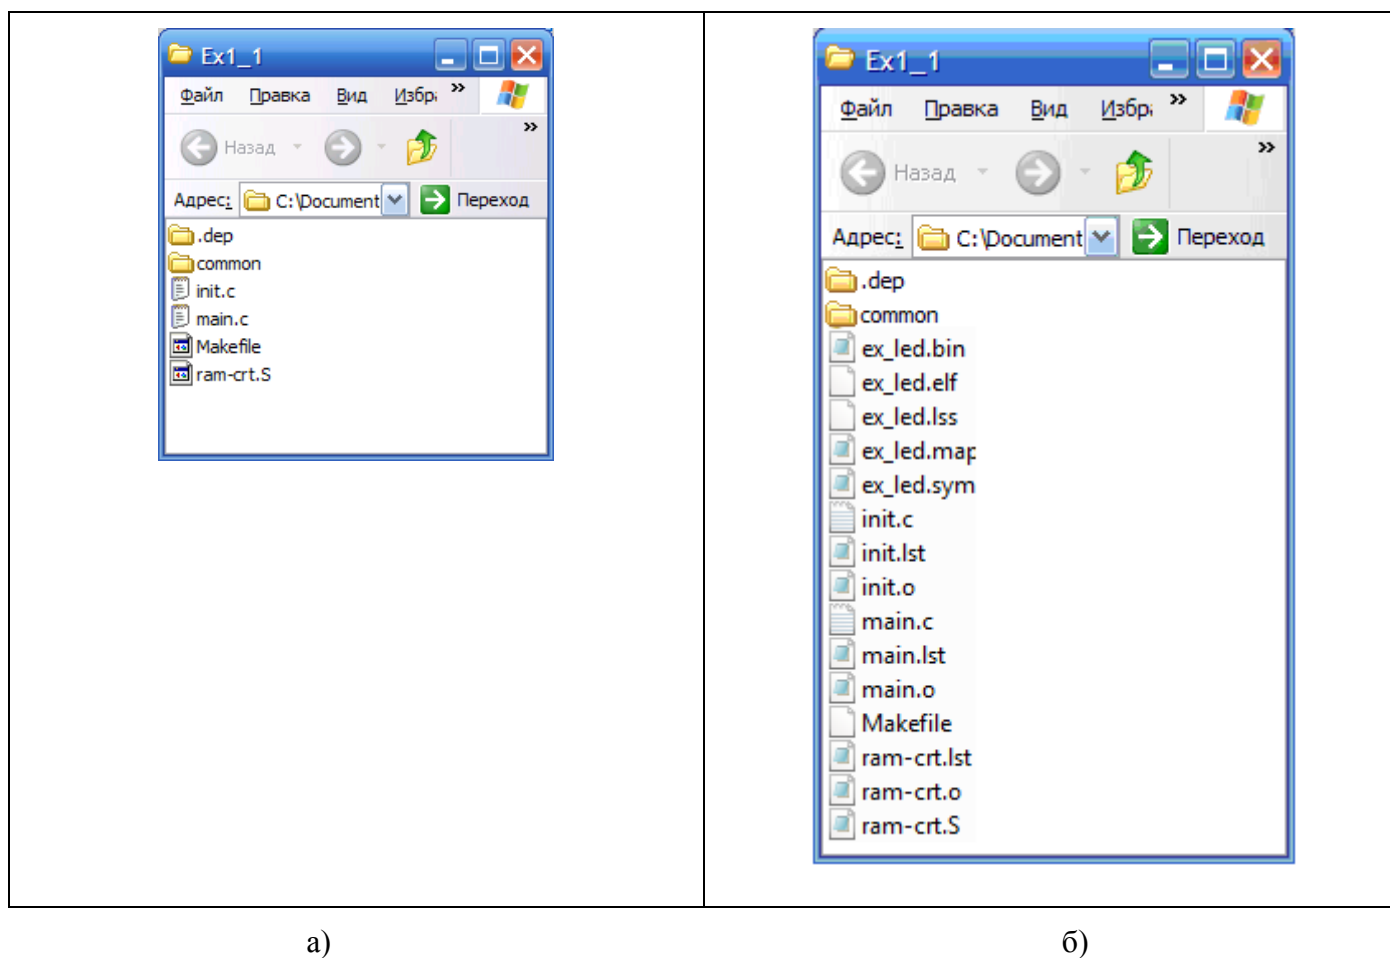 Ex1_1
Файл Правка Вид Избр
Назад
Адрес: C:\Document Переход
.dep
common
init.c
main.c
Makefile
ram-crt.S
а)
Ex1_1
Файл Правка Вид Избр
Назад
Адрес: C:\Document Переход
.dep
common
ex_led.bin
ex_led.elf
ex_led.lss
ex_led.map
ex_led.sym
init.c
init.lst
init.o
main.c
main.lst
main.o
Makefile
ram-crt.lst
ram-crt.o
ram-crt.S
б)